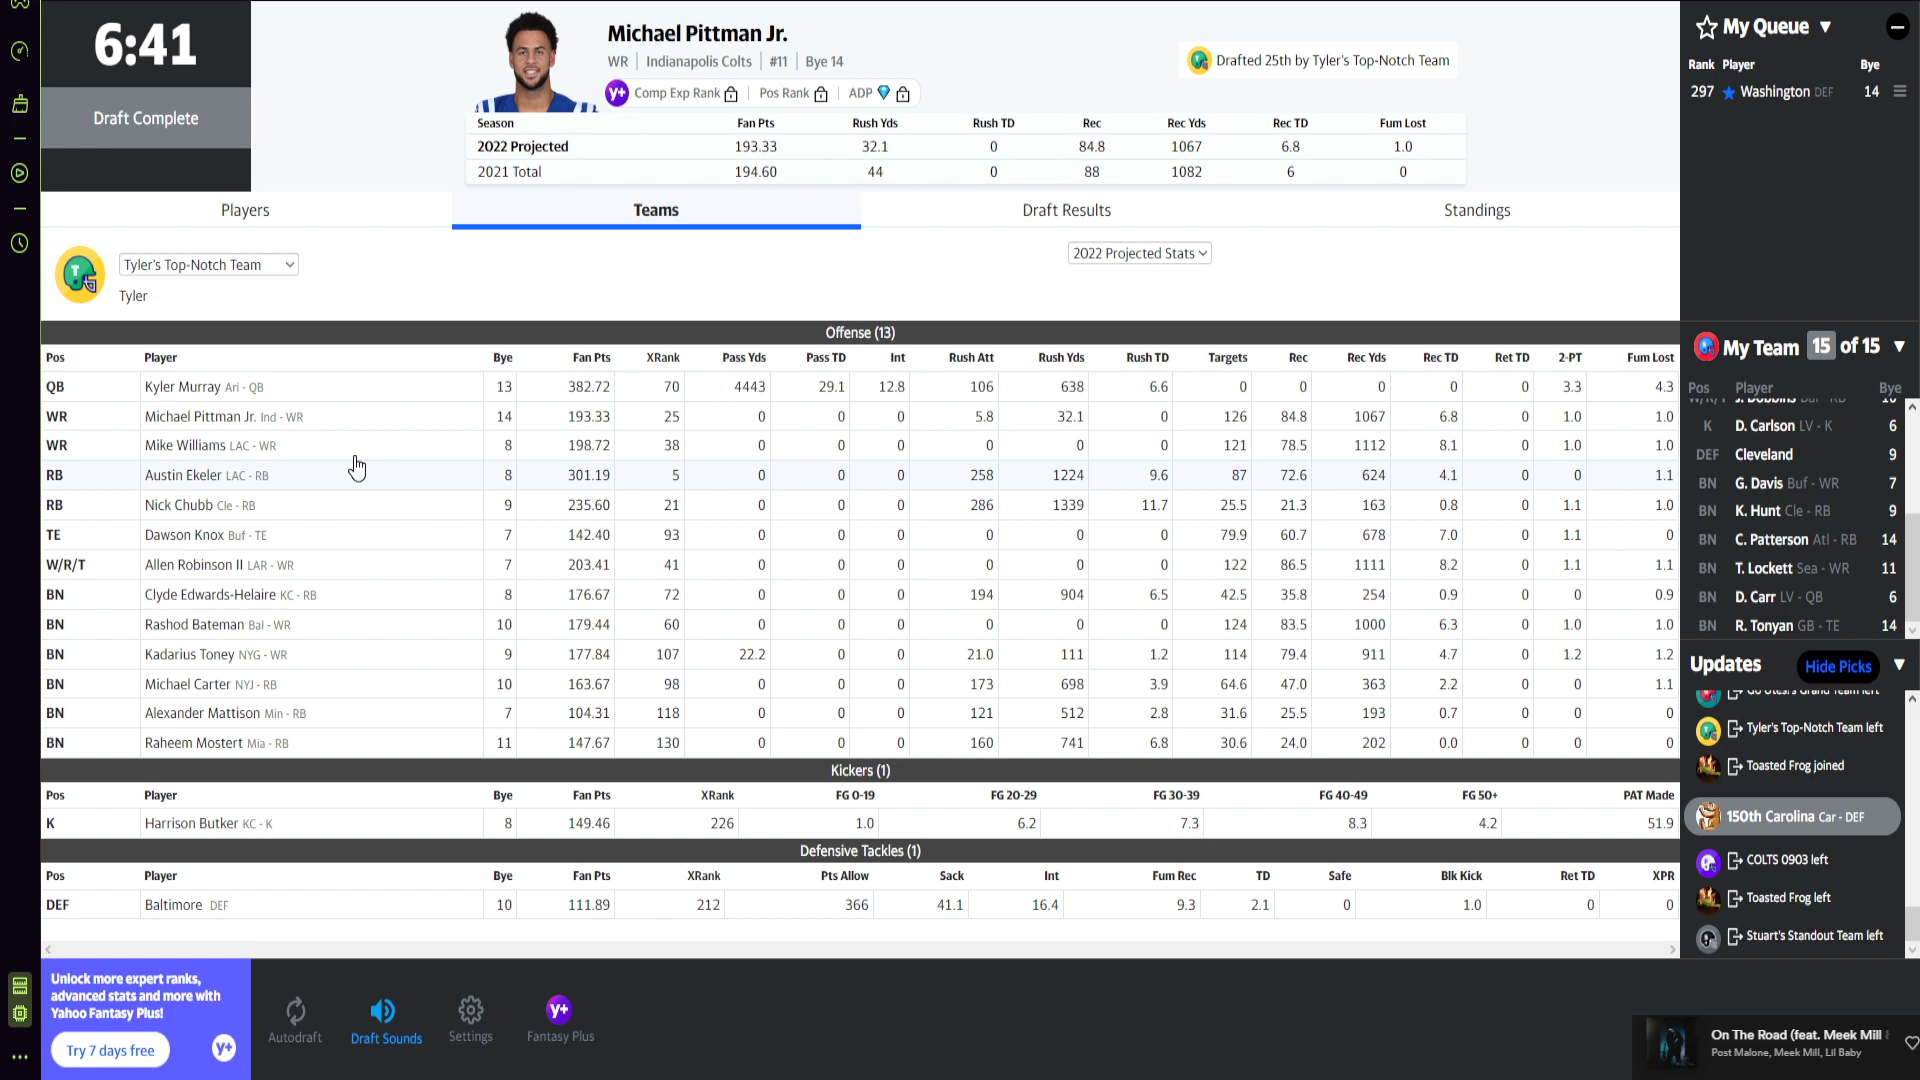 6:41
Draft Complete
Michael Pittman Jr.
WR Indianapolis Colts #11 Bye 14
Y+ Comp Exp Rank Pos Rank ADP
Drafted 25th by Tyler's Top-Notch Team
Season Fan Pts Rush Yds Rush TD Rec Rec Yds Rec TD Fum Lost
2022 Projected 193.33 32.1 0 84.8 1067 6.8 1.0
2021 Total 194.60 44 0 88 1082 6 0
Players Teams Draft Results Standings
Tyler's Top-Notch Team
Tyler
2022 Projected Stats
Offense (13)
Pos Player Bye Fan Pts XRank Pass Yds Pass TD Int Rush Att Rush Yds Rush TD Targets Rec Rec Yds Rec TD Ret TD 2-PT Fum Lost
QB Kyler Murray Ari - QB 13 382.72 70 4443 29.1 12.8 106 638 6.6 0 0 0 0 0 3.3 4.3
WR Michael Pittman Jr. Ind - WR 14 193.33 25 0 0 0 5.8 32.1 0 126 84.8 1067 6.8 0 1.0 1.0
WR Mike Williams LAC - WR 8 198.72 38 0 0 0 0 0 0 121 78.5 1112 8.1 0 1.0 1.0
RB Austin Ekeler LAC - RB 8 301.19 5 0 0 0 258 1224 9.6 87 72.6 624 4.1 0 0 1.1
RB Nick Chubb Cle - RB 9 235.60 21 0 0 0 286 1339 11.7 25.5 21.3 163 0.8 0 1.1 1.0
TE Dawson Knox Buf - TE 7 142.40 93 0 0 0 0 0 0 79.9 60.7 678 7.0 0 1.1 0
W/R/T Allen Robinson II LAR - WR 7 203.41 41 0 0 0 0 0 0 122 86.5 1111 8.2 0 1.1 1.1
BN Clyde Edwards-Helaire KC - RB 8 176.67 72 0 0 0 194 904 6.5 42.5 35.8 254 0.9 0 0 0.9
BN Rashod Bateman Bal - WR 10 179.44 60 0 0 0 0 0 0 124 83.5 1000 6.3 0 1.0 1.0
BN Kadarius Toney NYG - WR 9 177.84 107 22.2 0 0 21.0 111 1.2 114 79.4 911 4.7 0 1.2 1.2
BN Michael Carter NYJ - RB 10 163.67 98 0 0 0 173 698 3.9 64.6 47.0 363 2.2 0 0 1.1
BN Alexander Mattison Min - RB 7 104.31 118 0 0 0 121 512 2.8 31.6 25.5 193 0.7 0 0 0
BN Raheem Mostert Mia - RB 11 147.67 130 0 0 0 160 741 6.8 30.6 24.0 202 0.0 0 0 0
Kickers (1)
Pos Player Bye Fan Pts XRank FG 0-19 FG 20-29 FG 30-39 FG 40-49 FG 50+ PAT Made
K Harrison Butker KC - K 8 149.46 226 1.0 6.2 7.3 8.3 4.2 51.9
Defensive Tackles (1)
Pos Player Bye Fan Pts XRank Pts Allow Sack Int Fum Rec TD Safe Blk Kick Ret TD XPR
DEF Baltimore DEF 10 111.89 212 366 41.1 16.4 9.3 2.1 0 1.0 0 0
Unlock more expert ranks,
advanced stats and more with
Yahoo Fantasy Plus!
Try 7 days free
y+
Autodraft Draft Sounds Settings Fantasy Plus
My Queue
Rank Player Bye
297 Washington DEF 14
My Team 15 of 15
Pos Player Bye
K D. Carlson LV - K 6
DEF Cleveland 9
BN G. Davis Buf - WR 7
BN K. Hunt Cle - RB 9
BN C. Patterson Atl - RB 14
BN T. Lockett Sea - WR 11
BN D. Carr LV - QB 6
BN R. Tonyan GB - TE 14
Updates Hide Picks
Tyler's Top-Notch Team left
Toasted Frog joined
150th Carolina Car - DEF
COLTS 0903 left
Toasted Frog left
Stuart's Standout Team left
On The Road (feat. Meek Mill
Post Malone, Meek Mill, Lil Baby